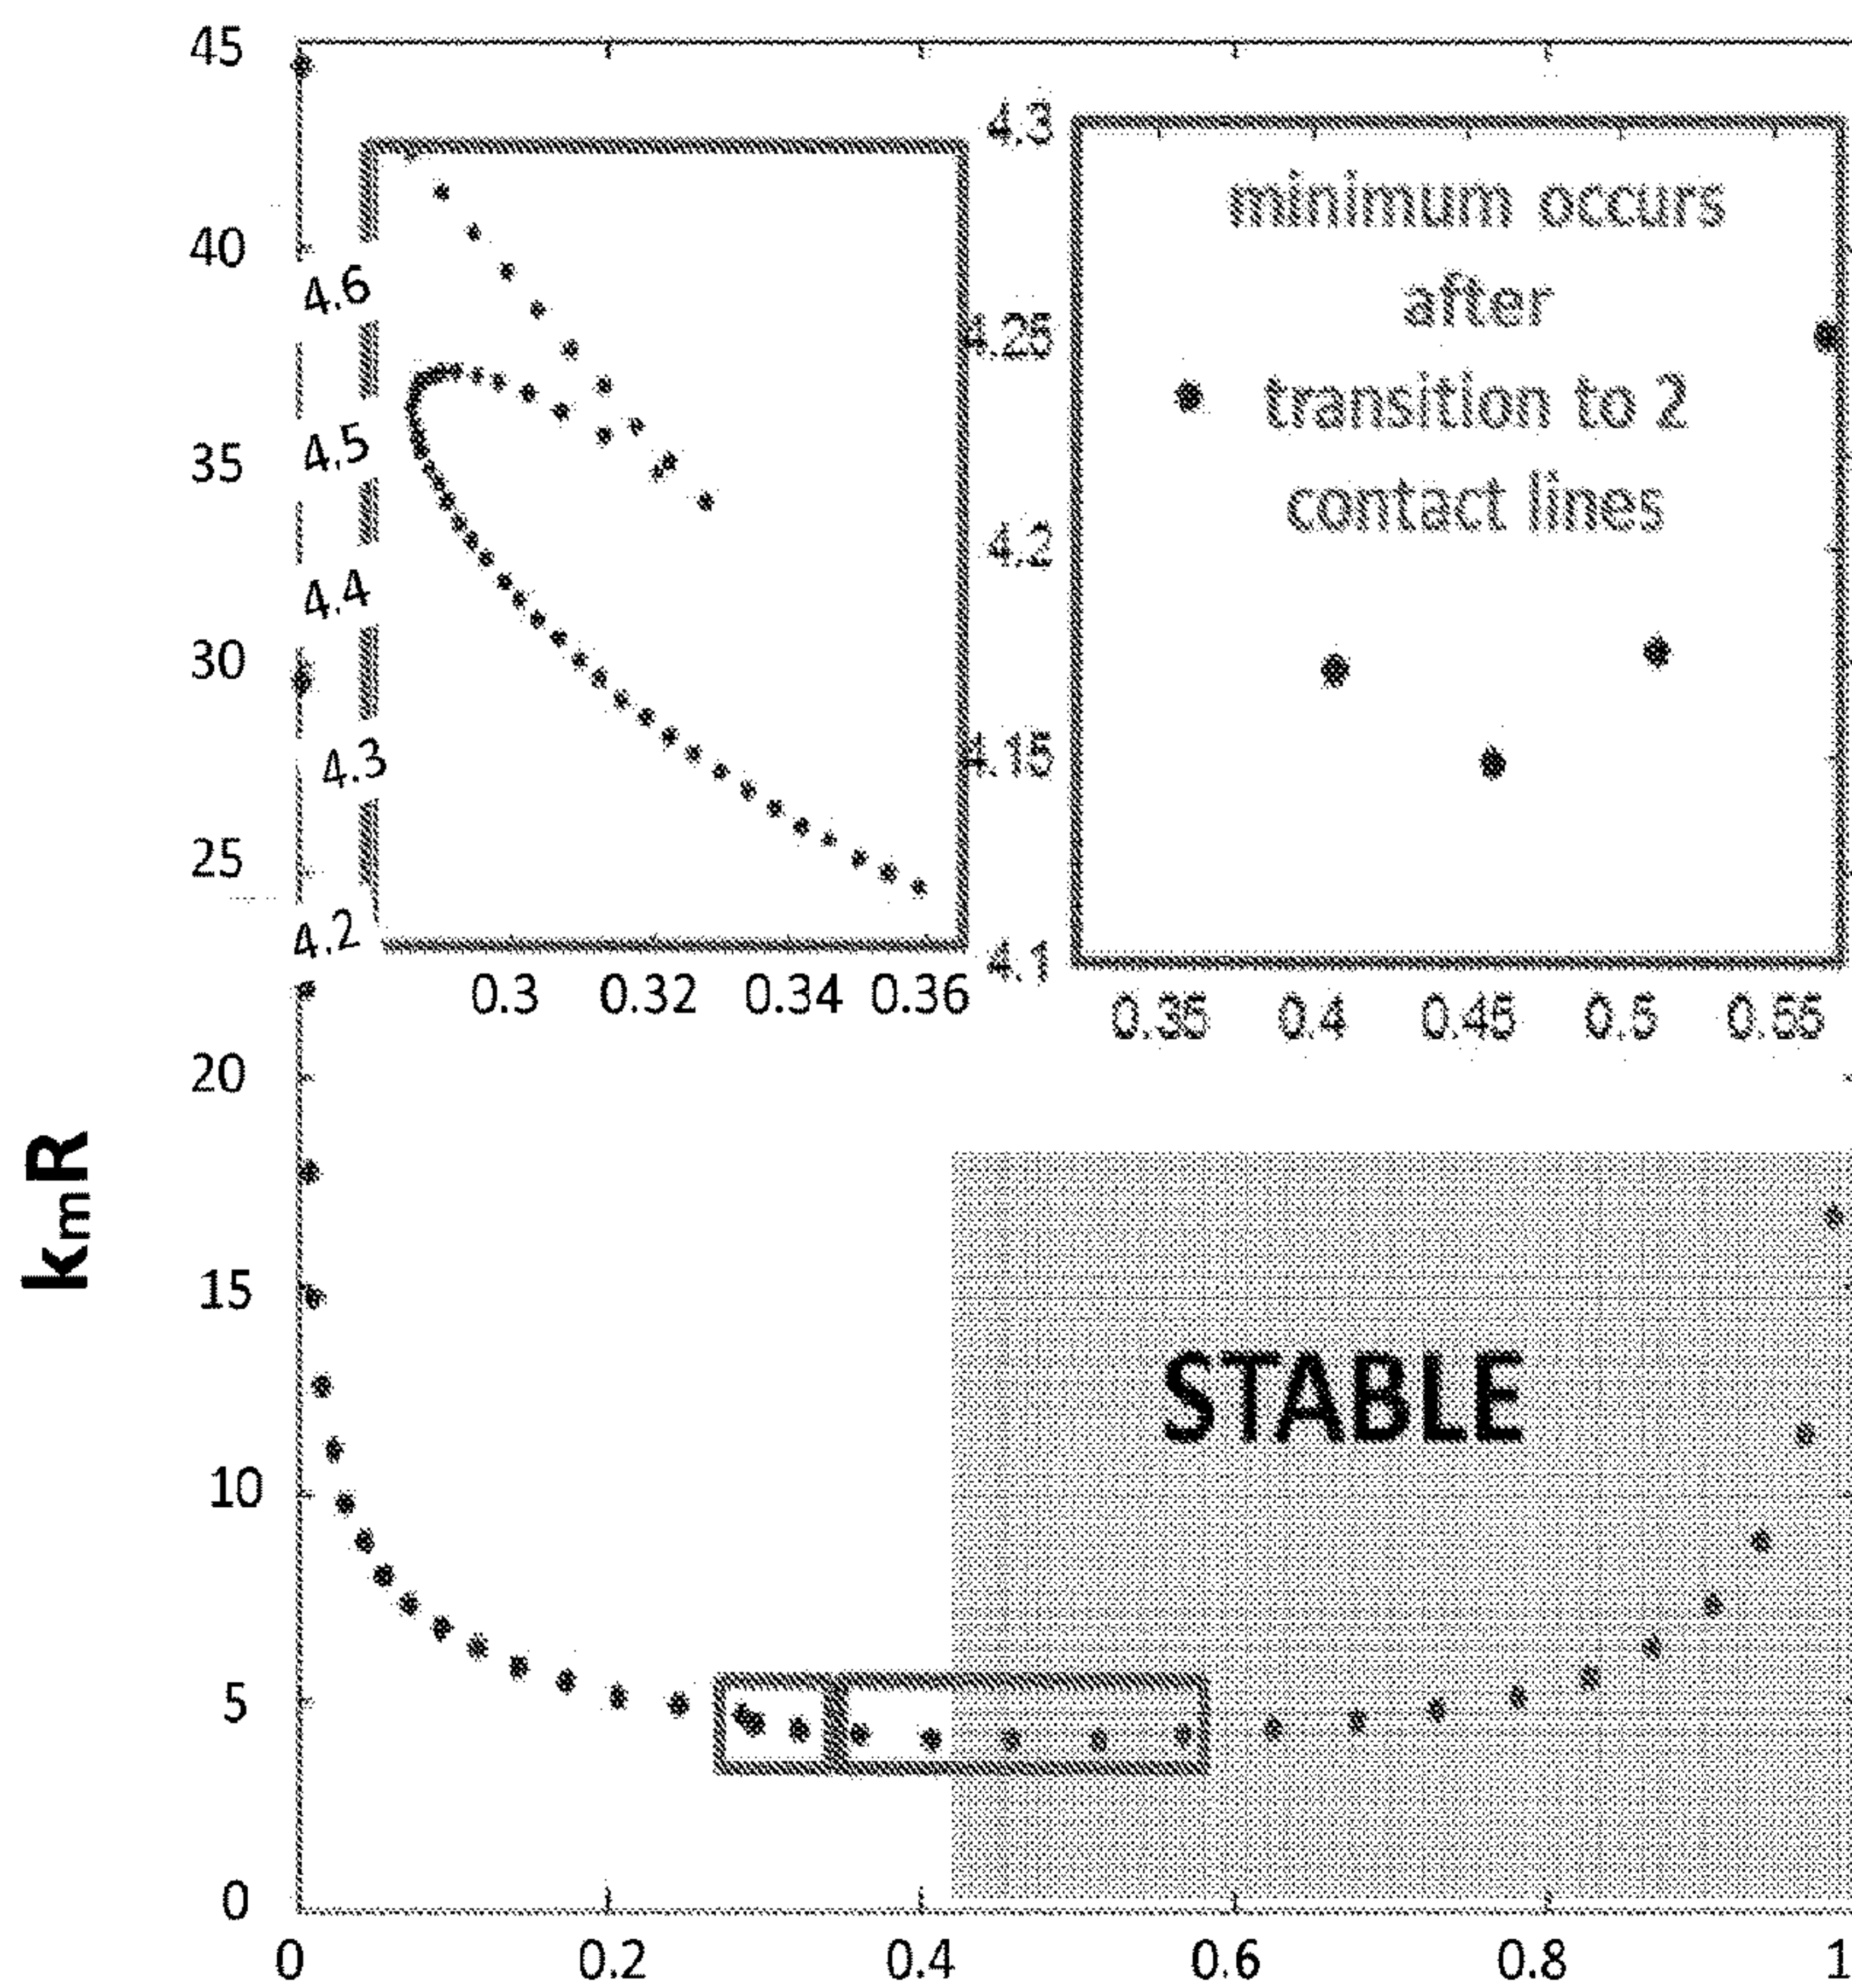 45
40
35
30
25
20
15
10
5
0
kmR
0 0.2 0.4 0.6 0.8 1
4.6
4.5
4.4
4.3
4.2
0.3 0.32 0.34 0.36
4.3
4.25
4.2
4.15
4.1
0.35 0.4 0.45 0.5 0.55
minimum occurs
after
transition to 2
contact lines
STABLE